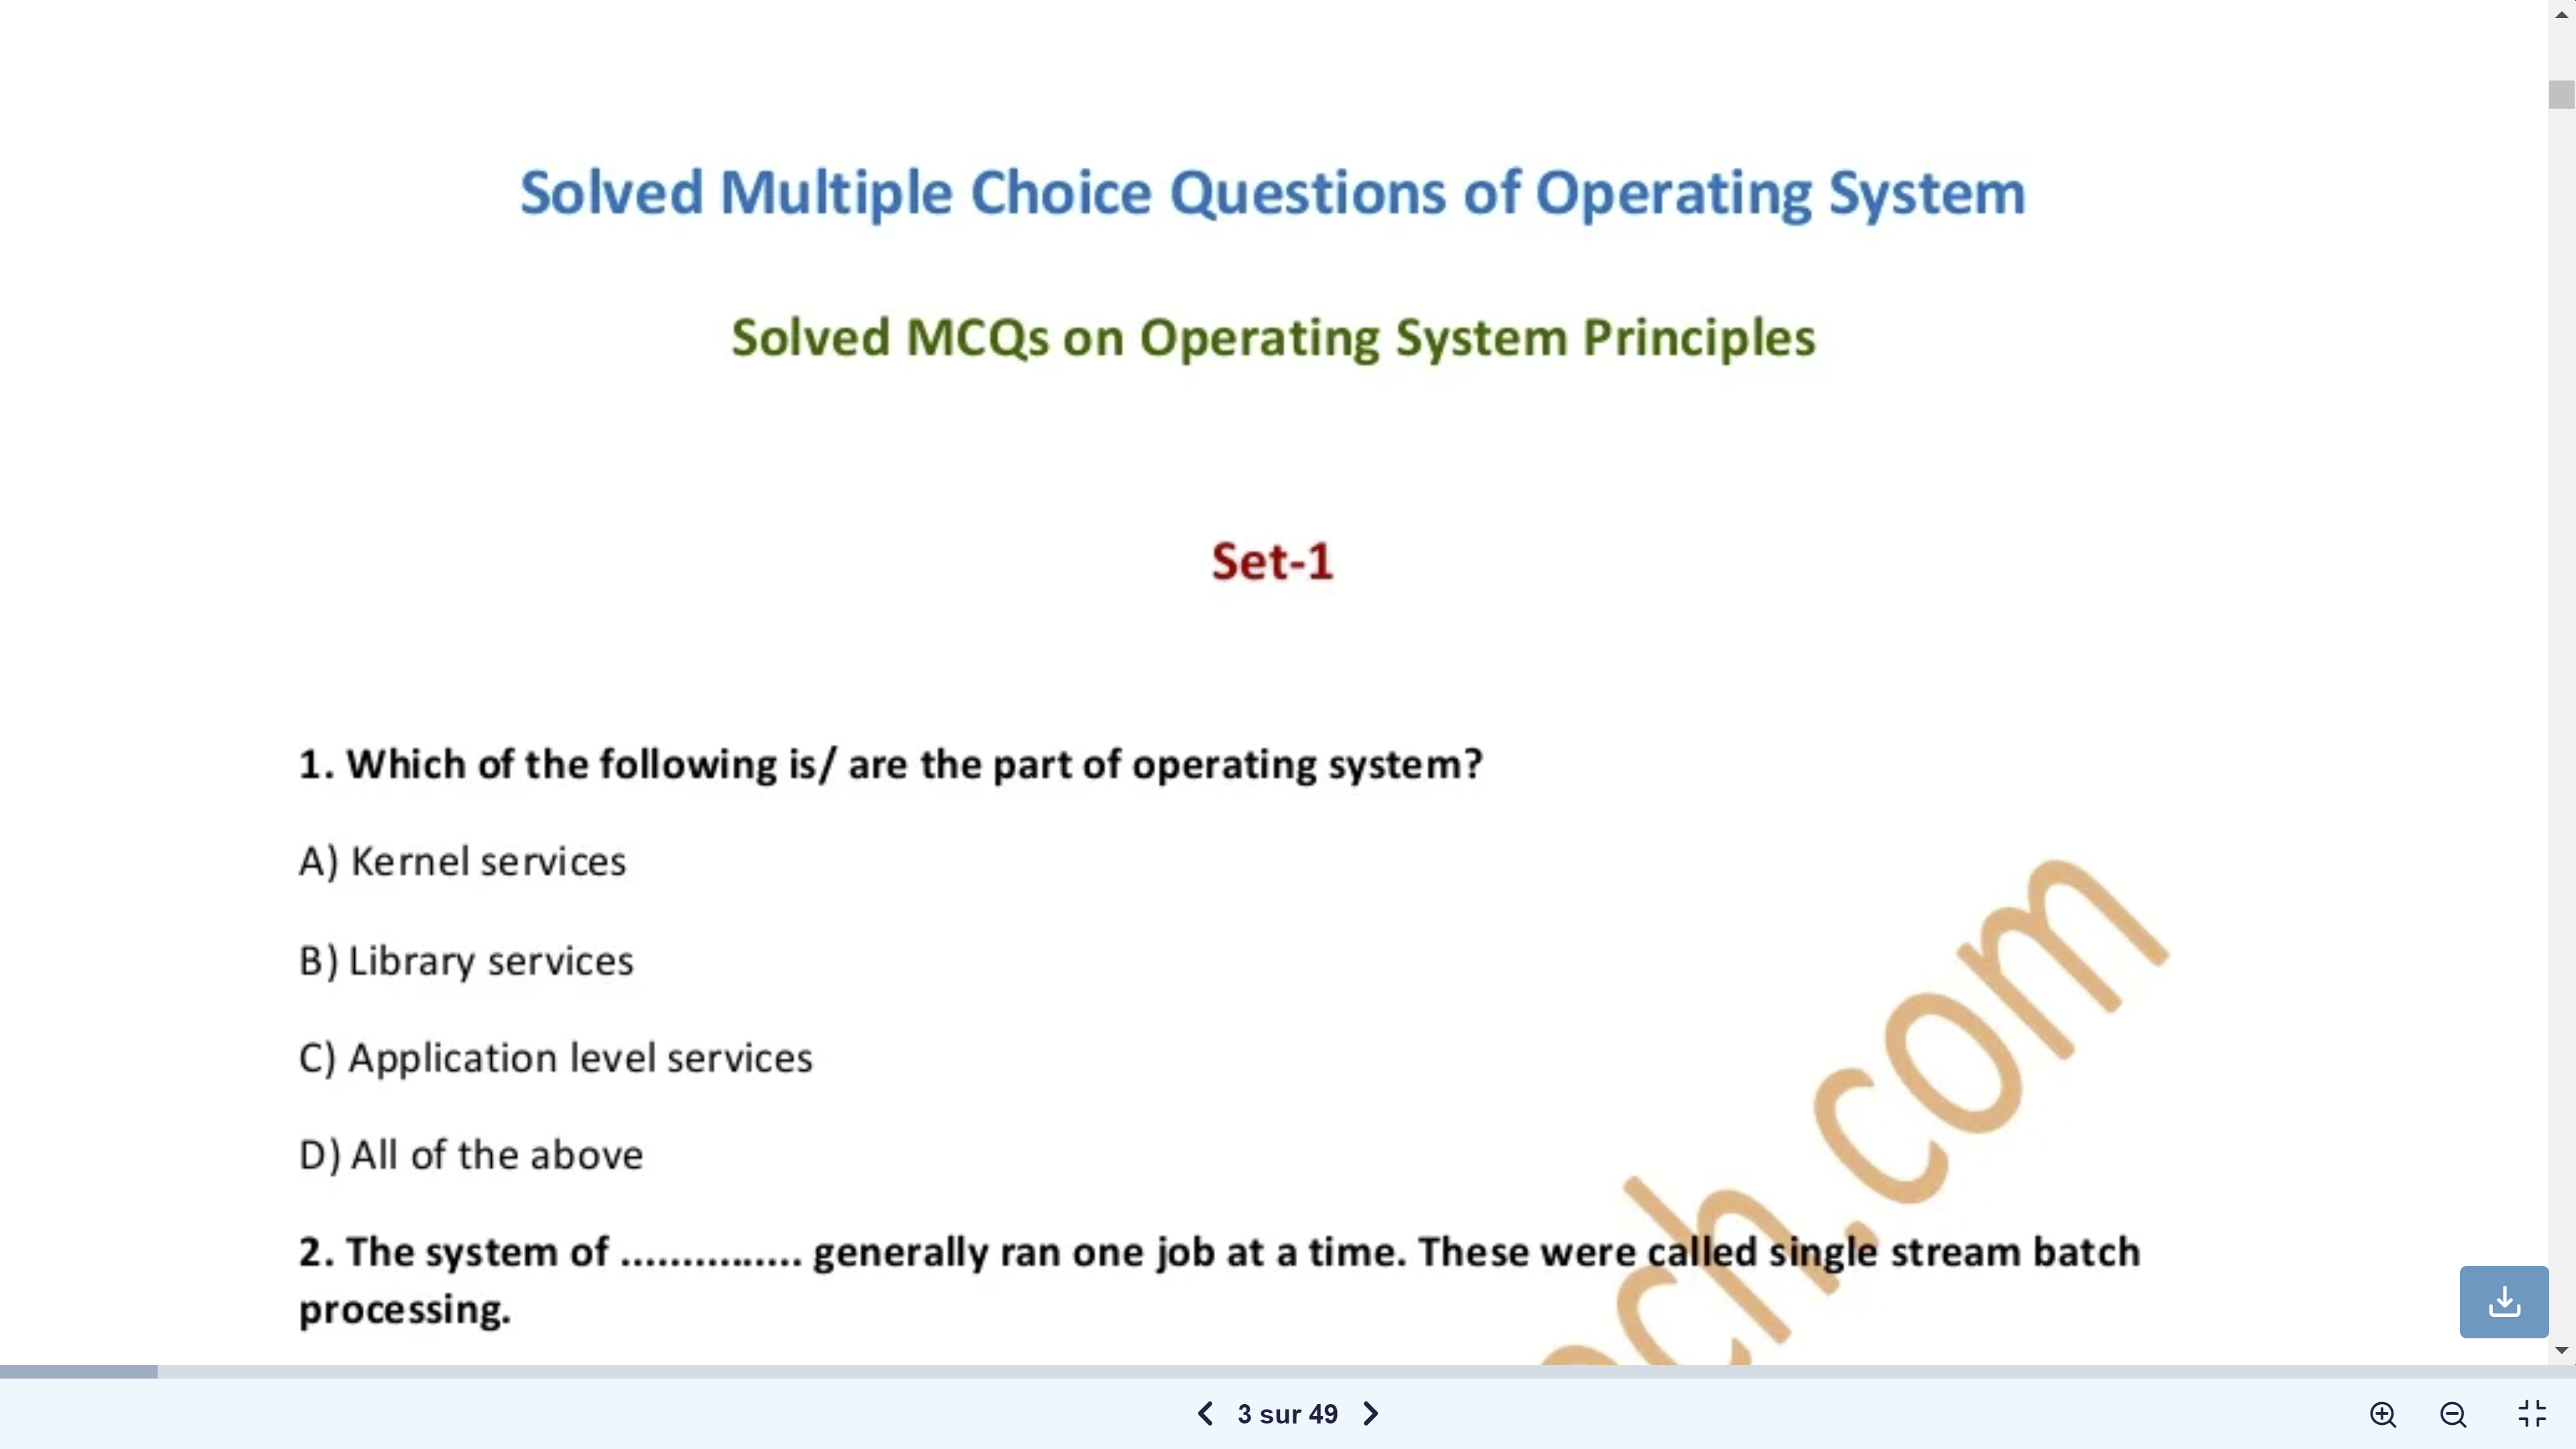 Solved Multiple Choice Questions of Operating System
Solved MCQs on Operating System Principles
Set-1
1. Which of the following is/ are the part of operating system?
A) Kernel services
B) Library services
C) Application level services
D) All of the above
2. The system of ............... generally ran one job at a time. These were called single stream batch
processing.
ch.com
3 sur 49